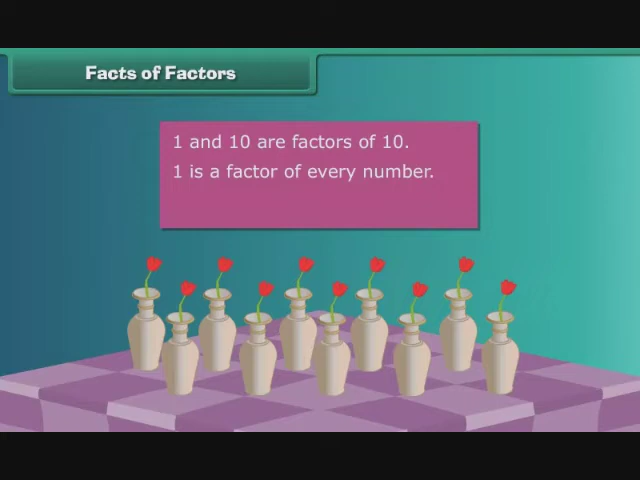 Facts of Factors
1 and 10 are factors of 10.
1 is a factor of every number.